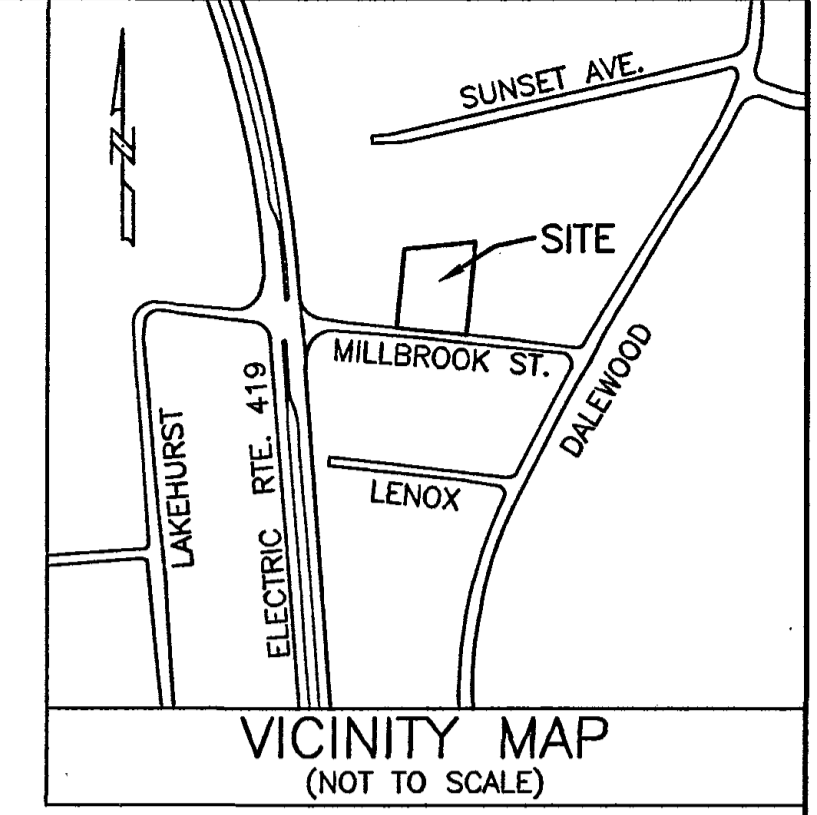 N
SUNSET AVE.
SITE
MILLBROOK ST.
DALEWOOD
LAKEHURST
ELECTRIC RTE. 419
LENOX
VICINITY MAP
(NOT TO SCALE)